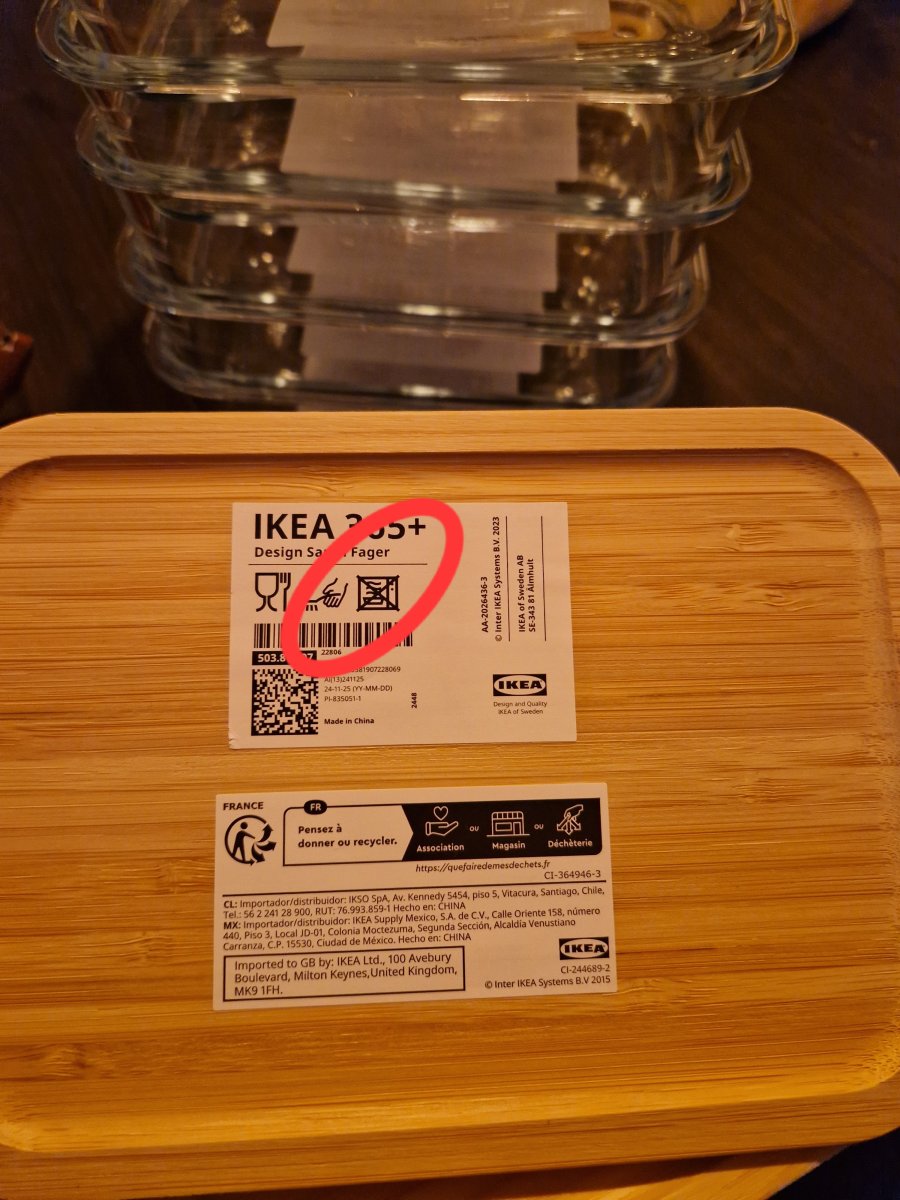 IKEA 365+
Design Fager
22806
24-11-25 (YY-MM-DD)
PI-835051-1
Made in China
2448
AA-2026436-3
© Inter IKEA Systems B.V. 2023
IKEA of Sweden AB
SE-343 81 Älmhult
IKEA
Design and Quality
IKEA of Sweden
FRANCE
FR
Pensez à
donner ou recycler.
Association
ou
Magasin
ou
Déchèterie
https://quefairedemesdechets.fr
CI-364946-3
CL: Importador/distribuidor: IKSO SpA, Av. Kennedy 5454, piso 5, Vitacura, Santiago, Chile,
Tel.: 56 2 241 28 900, RUT: 76.993.859-1 Hecho en: CHINA
MX: Importador/distribuidor: IKEA Supply Mexico, S.A. de C.V., Calle Oriente 158, número
440, Piso 3, Local JD-01, Colonia Moctezuma, Segunda Sección, Alcaldía Venustiano
Carranza, C.P. 15530, Ciudad de México. Hecho en: CHINA
Imported to GB by: IKEA Ltd., 100 Avebury
Boulevard, Milton Keynes,United Kingdom,
MK9 1FH.
IKEA
CI-244689-2
© Inter IKEA Systems B.V 2015